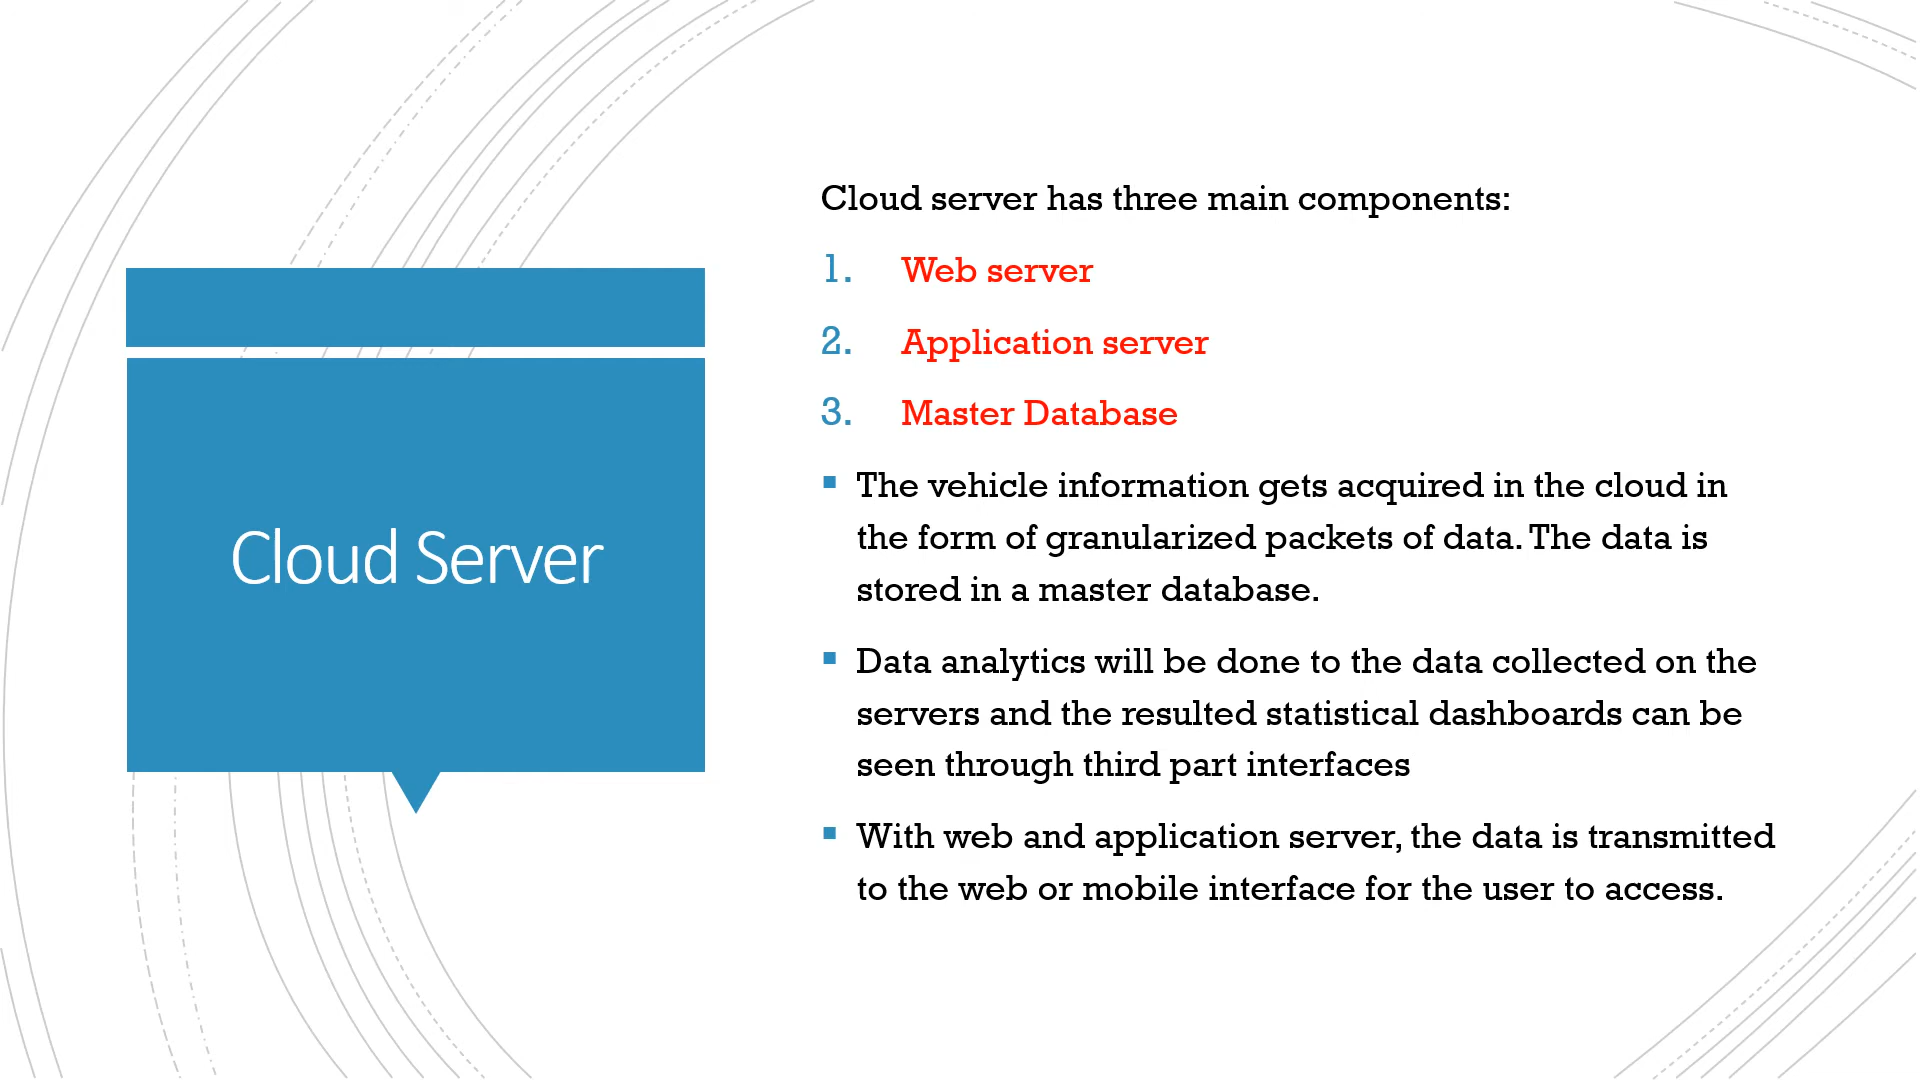 Cloud Server
Cloud server has three main components:
1. Web server
2. Application server
3. Master Database
▪ The vehicle information gets acquired in the cloud in
the form of granularized packets of data. The data is
stored in a master database.
▪ Data analytics will be done to the data collected on the
servers and the resulted statistical dashboards can be
seen through third part interfaces
▪ With web and application server, the data is transmitted
to the web or mobile interface for the user to access.